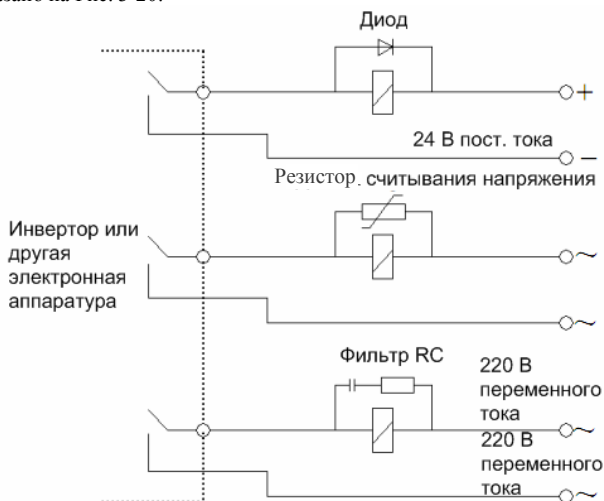 Диод
+
24 В пост. тока
–
Резистор. считывания напряжения
Инвертор или
другая
электронная
аппаратура
~
~
Фильтр RC
220 В
переменного
тока
~
220 В
переменного
тока
~